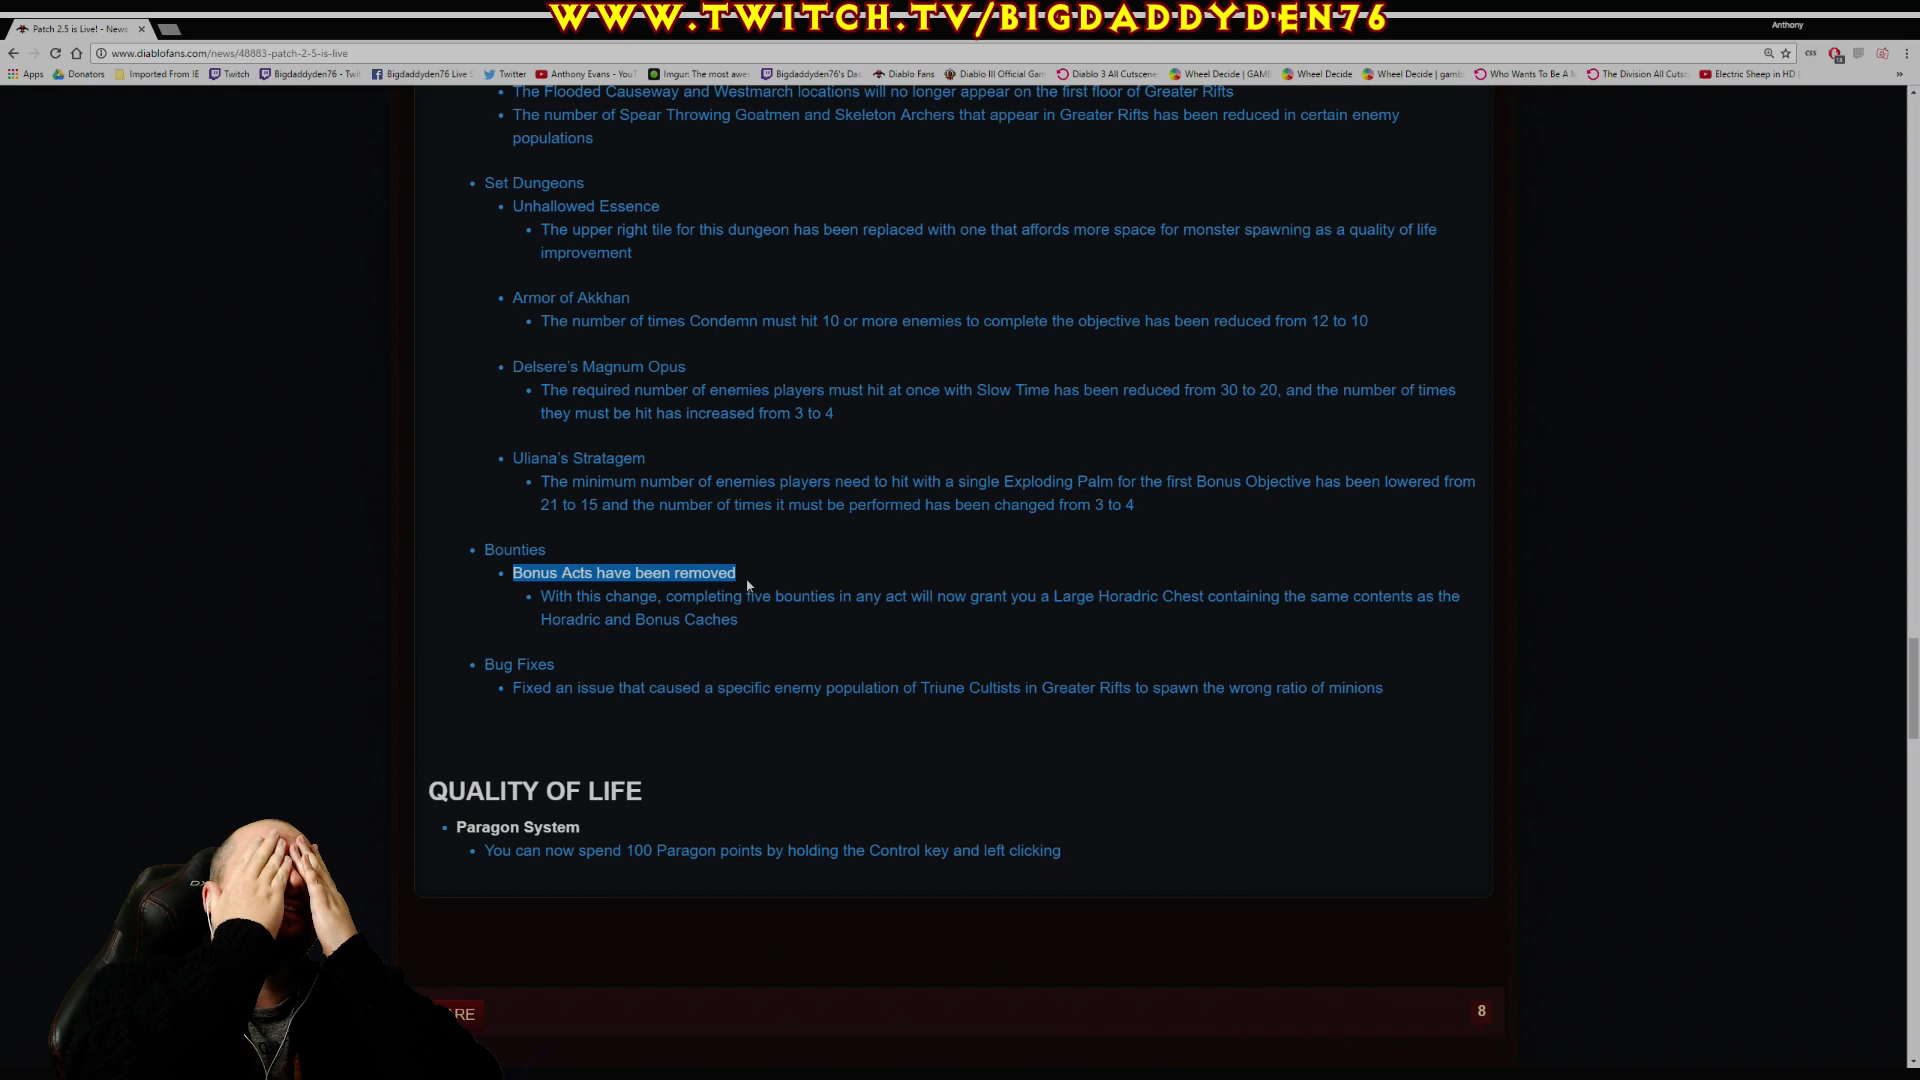 WWW.TWITCH.TV/BIGDADDYDEN76
Patch 2.5 is Live! - News
Anthony
www.diablofans.com/news/48883-patch-2-5-is-live
Apps Donators Imported From IE Twitch Bigdaddyden76 - Twi Bigdaddyden76 Live S Twitter Anthony Evans - YouT Imgur: The most awe Bigdaddyden76's Das Diablo Fans Diablo III Official Gam Diablo 3 All Cutscene Wheel Decide | GAME Wheel Decide Wheel Decide | gamb Who Wants To Be A M The Division All Cuts Electric Sheep in HD (
• The Flooded Causeway and Westmarch locations will no longer appear on the first floor of Greater Rifts
• The number of Spear Throwing Goatmen and Skeleton Archers that appear in Greater Rifts has been reduced in certain enemy
populations
• Set Dungeons
• Unhallowed Essence
• The upper right tile for this dungeon has been replaced with one that affords more space for monster spawning as a quality of life
improvement
• Armor of Akkhan
• The number of times Condemn must hit 10 or more enemies to complete the objective has been reduced from 12 to 10
• Delsere's Magnum Opus
• The required number of enemies players must hit at once with Slow Time has been reduced from 30 to 20, and the number of times
they must be hit has increased from 3 to 4
• Uliana's Stratagem
• The minimum number of enemies players need to hit with a single Exploding Palm for the first Bonus Objective has been lowered from
21 to 15 and the number of times it must be performed has been changed from 3 to 4
• Bounties
• Bonus Acts have been removed
• With this change, completing five bounties in any act will now grant you a Large Horadric Chest containing the same contents as the
Horadric and Bonus Caches
• Bug Fixes
• Fixed an issue that caused a specific enemy population of Triune Cultists in Greater Rifts to spawn the wrong ratio of minions
QUALITY OF LIFE
• Paragon System
• You can now spend 100 Paragon points by holding the Control key and left clicking
ARE
8